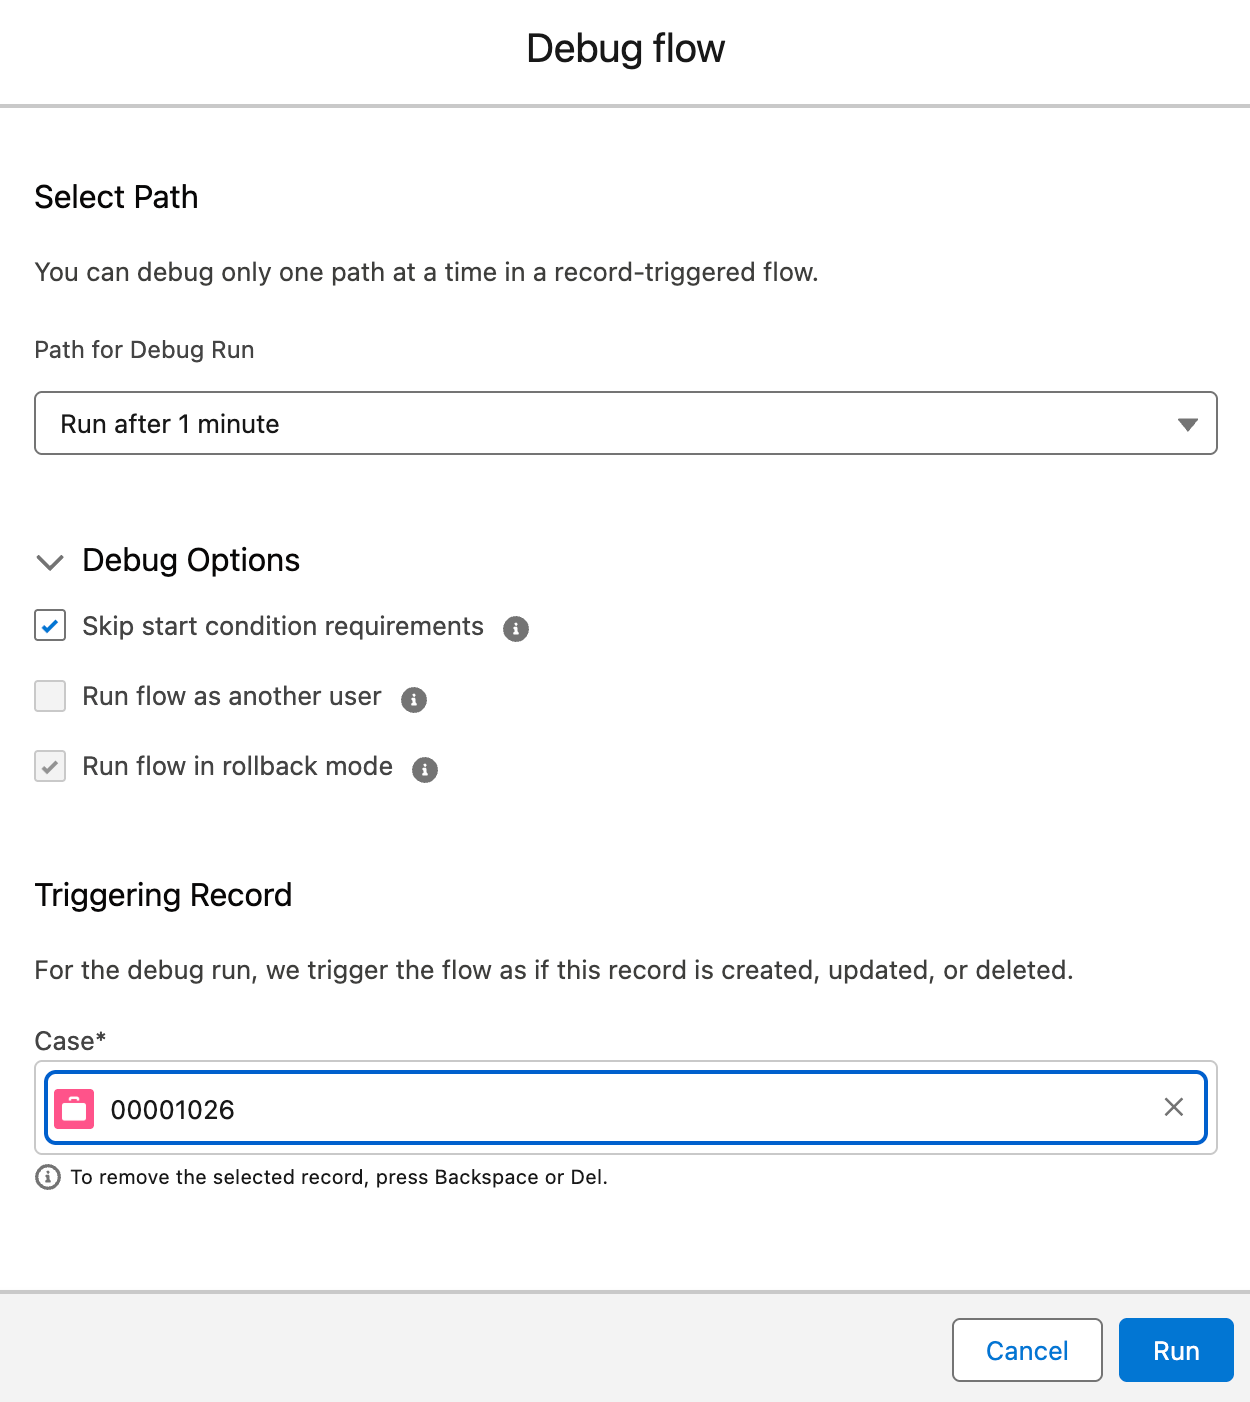 Debug flow
Select Path
You can debug only one path at a time in a record-triggered flow.
Path for Debug Run
Run after 1 minute
Debug Options
Skip start condition requirements
Run flow as another user
Run flow in rollback mode
Triggering Record
For the debug run, we trigger the flow as if this record is created, updated, or deleted.
Case*
00001026
To remove the selected record, press Backspace or Del.
Cancel Run